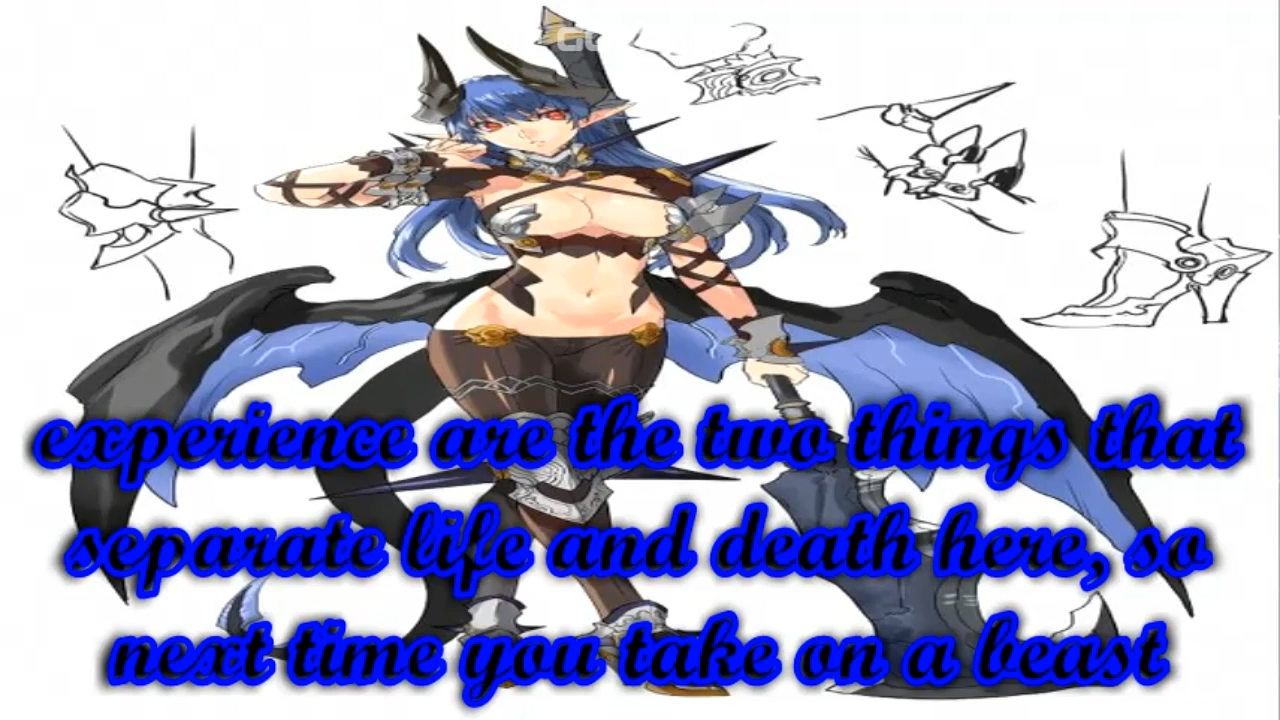 experience are the two things that
separate life and death here, so
next time you take on a beast